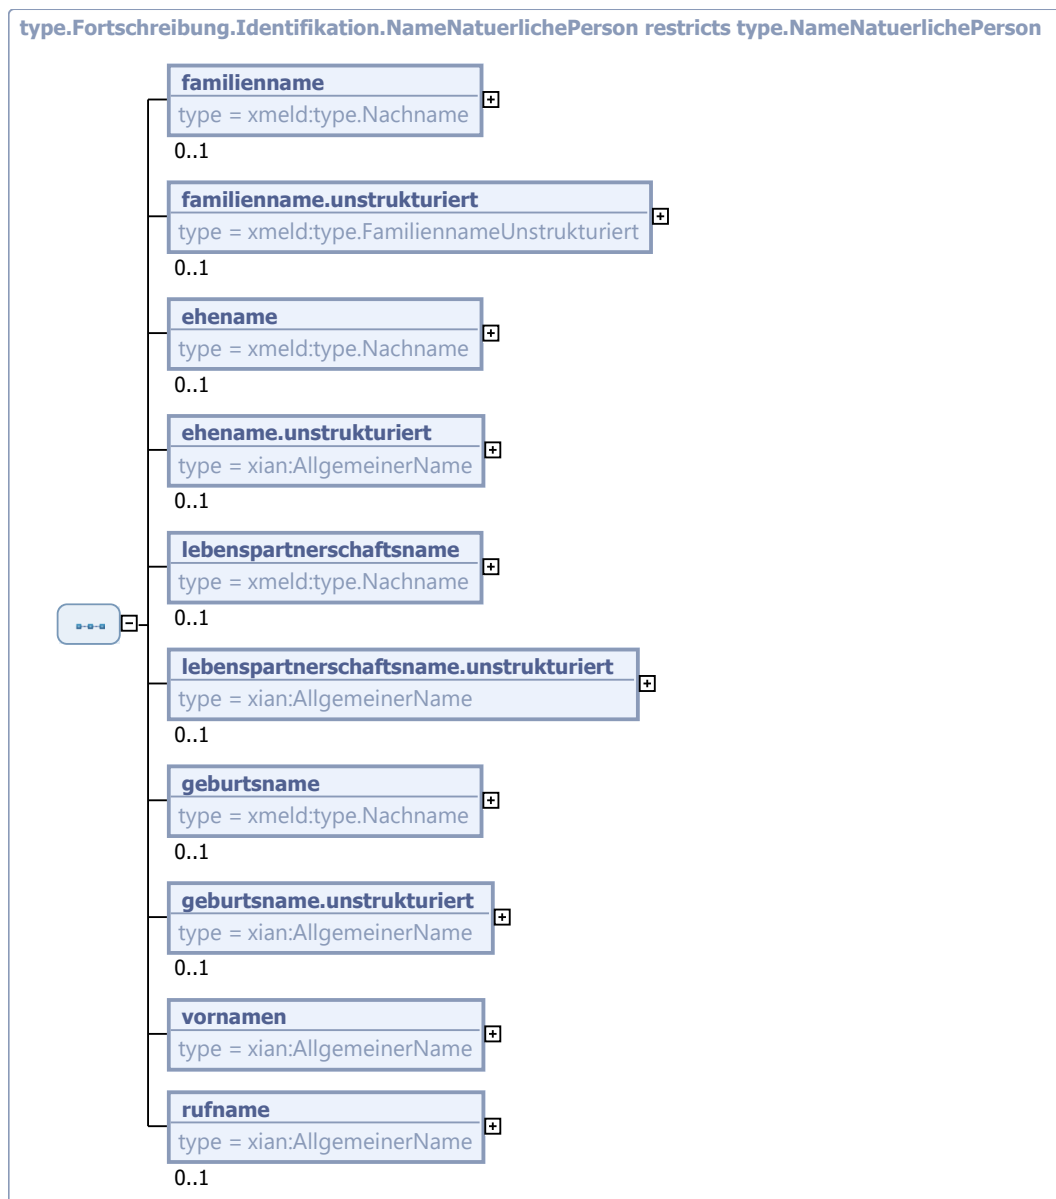 type.Fortschreibung.Identifikation.NameNatuerlichePerson restricts type.NameNatuerlichePerson
familienname
type = xmeld:type.Nachname
0..1
familienname.unstrukturiert
type = xmeld:type.FamiliennameUnstrukturiert
0..1
ehename
type = xmeld:type.Nachname
0..1
ehename.unstrukturiert
type = xian:AllgemeinerName
0..1
lebenspartnerschaftsname
type = xmeld:type.Nachname
0..1
lebenspartnerschaftsname.unstrukturiert
type = xian:AllgemeinerName
0..1
geburtsname
type = xmeld:type.Nachname
0..1
geburtsname.unstrukturiert
type = xian:AllgemeinerName
0..1
vornamen
type = xian:AllgemeinerName
rufname
type = xian:AllgemeinerName
0..1